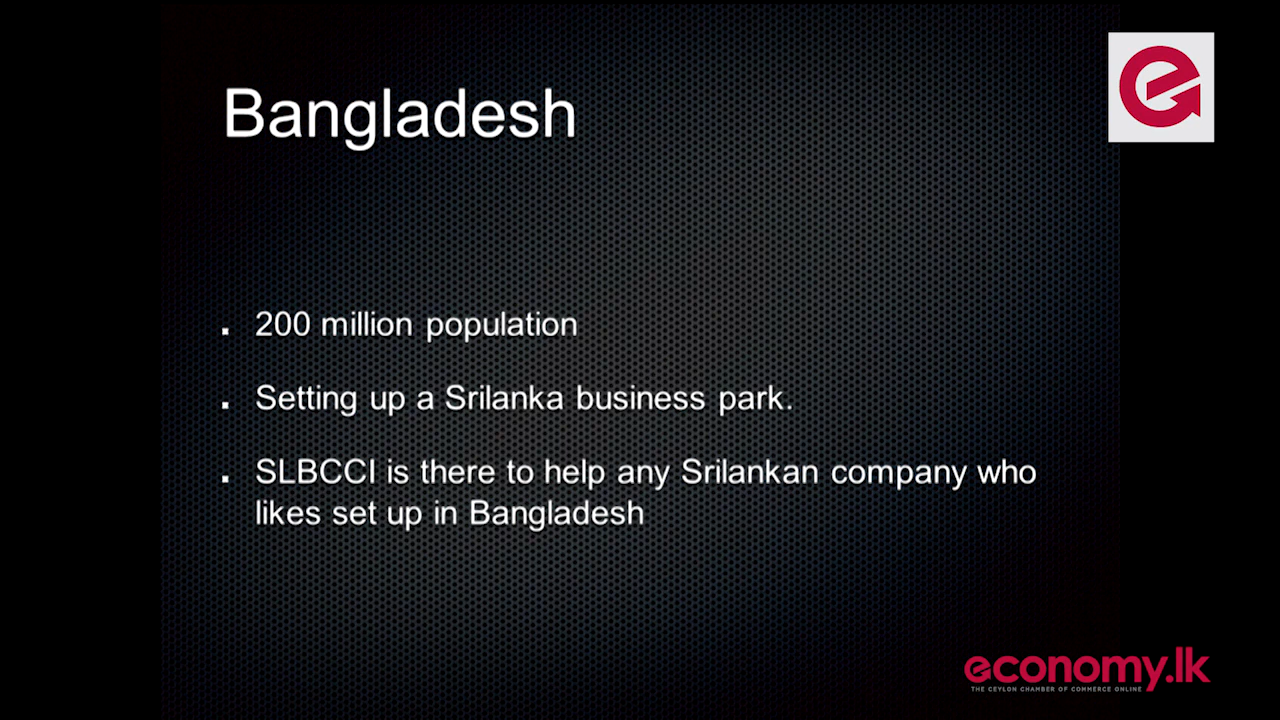 Bangladesh
200 million population
Setting up a Srilanka business park.
SLBCCI is there to help any Srilankan company who
likes set up in Bangladesh
economy.lk
THE CEYLON CHAMBER OF COMMERCE ONLINE